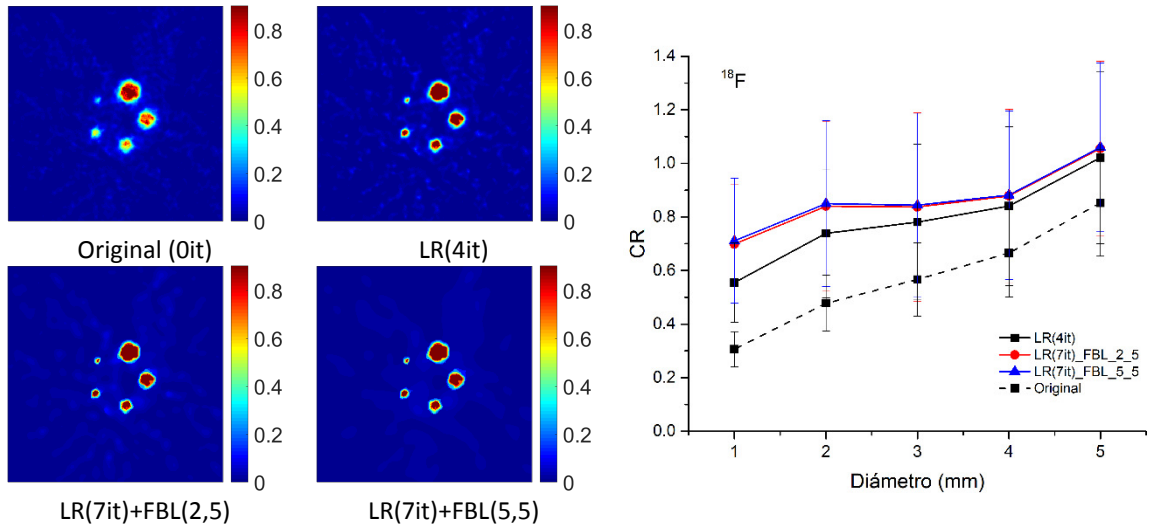 0.8
0.6
0.4
0.2
0
Original (0it)
0.8
0.6
0.4
0.2
0
LR(4it)
0.8
0.6
0.4
0.2
0
LR(7it)+FBL(2,5)
0.8
0.6
0.4
0.2
0
LR(7it)+FBL(5,5)
18F
CR
1.4
1.2
1.0
0.8
0.6
0.4
0.2
0.0
LR(4it)
LR(7it)_FBL_2_5
LR(7it)_FBL_5_5
Original
1 2 3 4 5
Diámetro (mm)